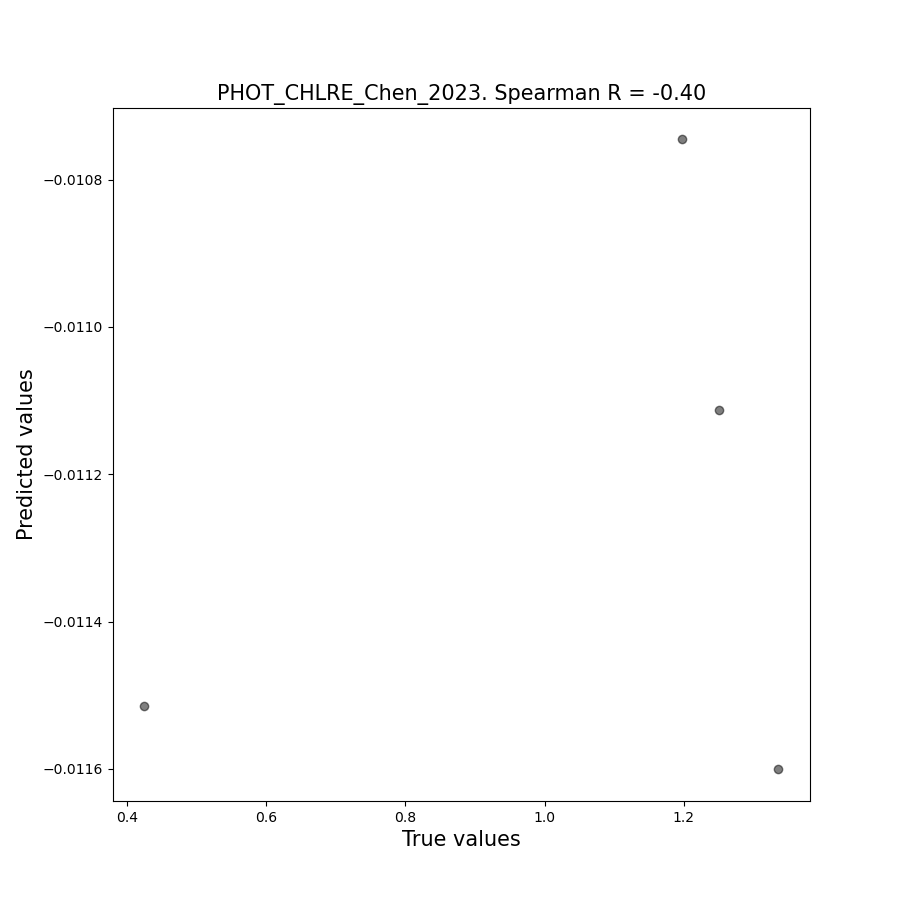 PHOT_CHLRE_Chen_2023. Spearman R = -0.40
Predicted values
−0.0108
−0.0110
−0.0112
−0.0114
−0.0116
0.4 0.6 0.8 1.0 1.2
True values